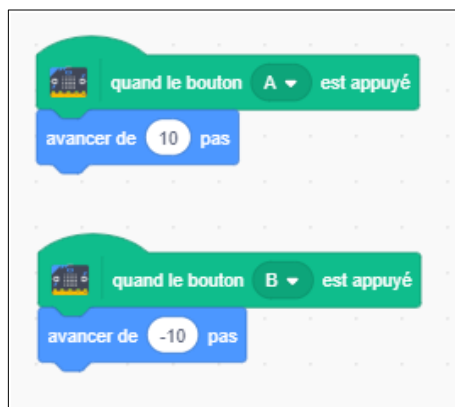 quand le bouton A est appuyé
avancer de 10 pas
quand le bouton B est appuyé
avancer de -10 pas